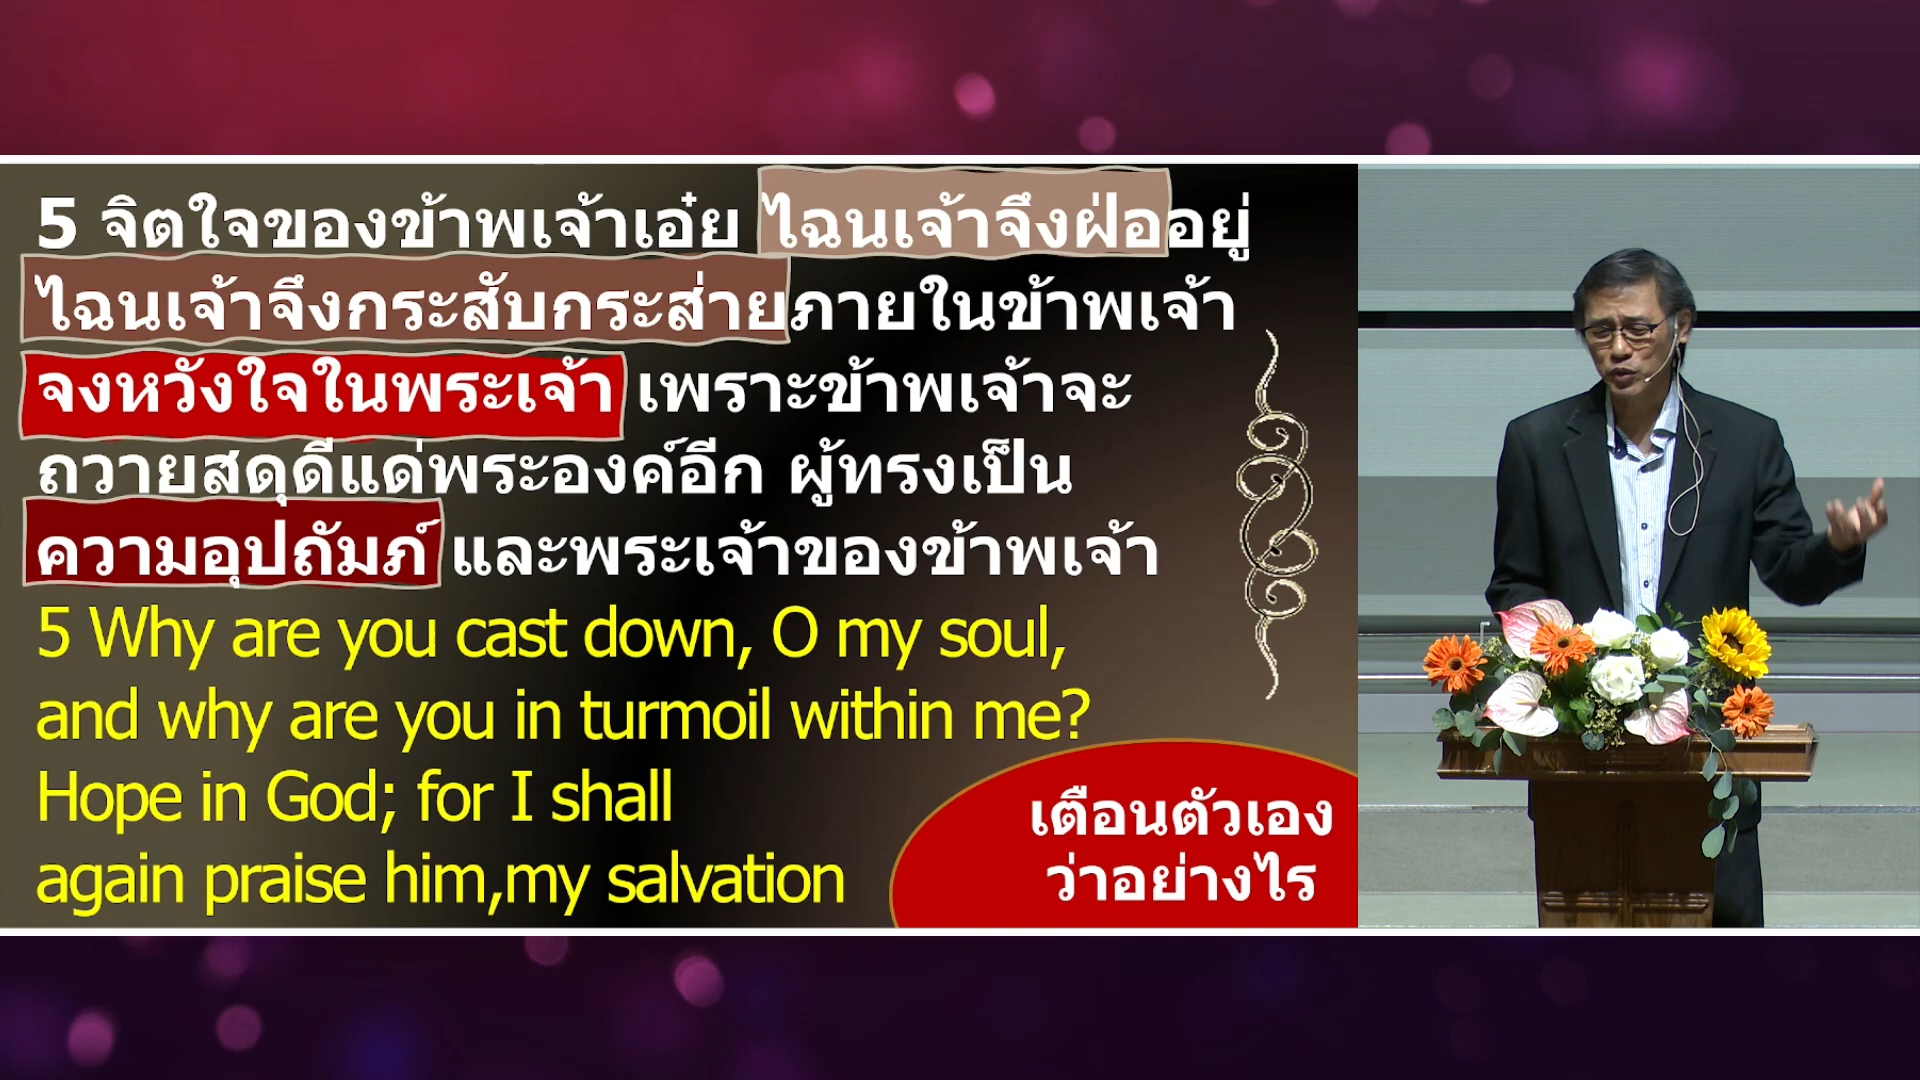 5 จิตใจของข้าพเจ้าเอ๋ย ไฉนเจ้าจึงฝ่ออยู่
ไฉนเจ้าจึงกระสับกระส่ายภายในข้าพเจ้า
จงหวังใจในพระเจ้า เพราะข้าพเจ้าจะ
ถวายสดุดีแด่พระองค์อีก ผู้ทรงเป็น
ความอุปถัมภ์ และพระเจ้าของข้าพเจ้า
5 Why are you cast down, O my soul,
and why are you in turmoil within me?
Hope in God; for I shall
again praise him,my salvation
เตือนตัวเอง
ว่าอย่างไร